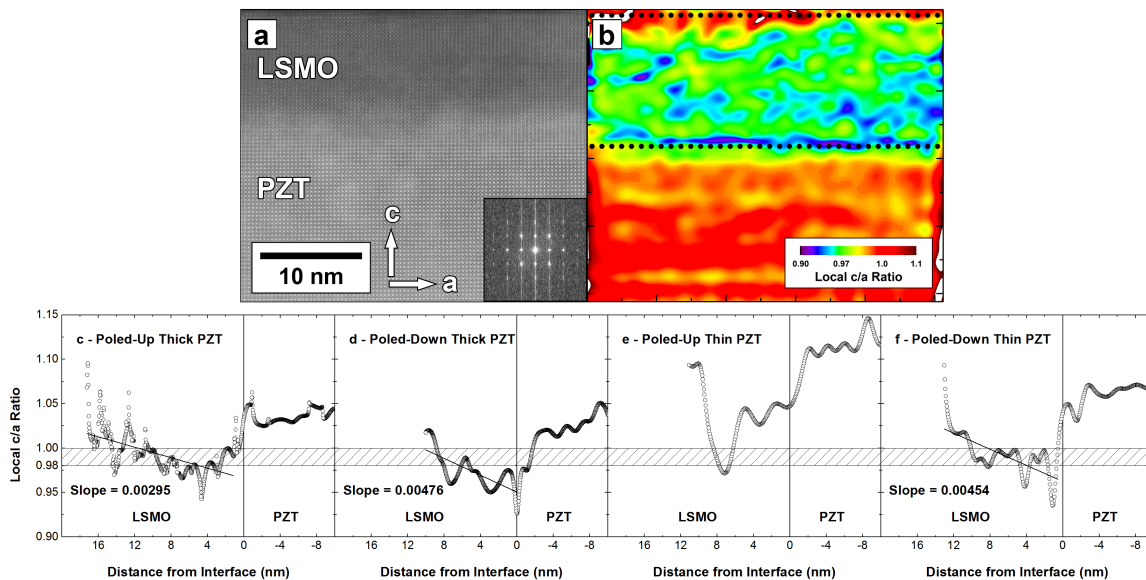 a
LSMO
PZT
c
a
10 nm
b
0.90 0.97 1.0 1.1
Local c/a Ratio
1.15
1.10
1.05
1.00
0.98
0.95
0.90
Local c/a Ratio
c - Poled-Up Thick PZT
Slope = 0.00295
LSMO PZT
16 12 8 4 0 -4 -8
Distance from Interface (nm)
d - Poled-Down Thick PZT
Slope = 0.00476
LSMO PZT
16 12 8 4 0 -4 -8
Distance from Interface (nm)
e - Poled-Up Thin PZT
LSMO PZT
16 12 8 4 0 -4 -8
Distance from Interface (nm)
f - Poled-Down Thin PZT
Slope = 0.00454
LSMO PZT
16 12 8 4 0 -4 -8
Distance from Interface (nm)